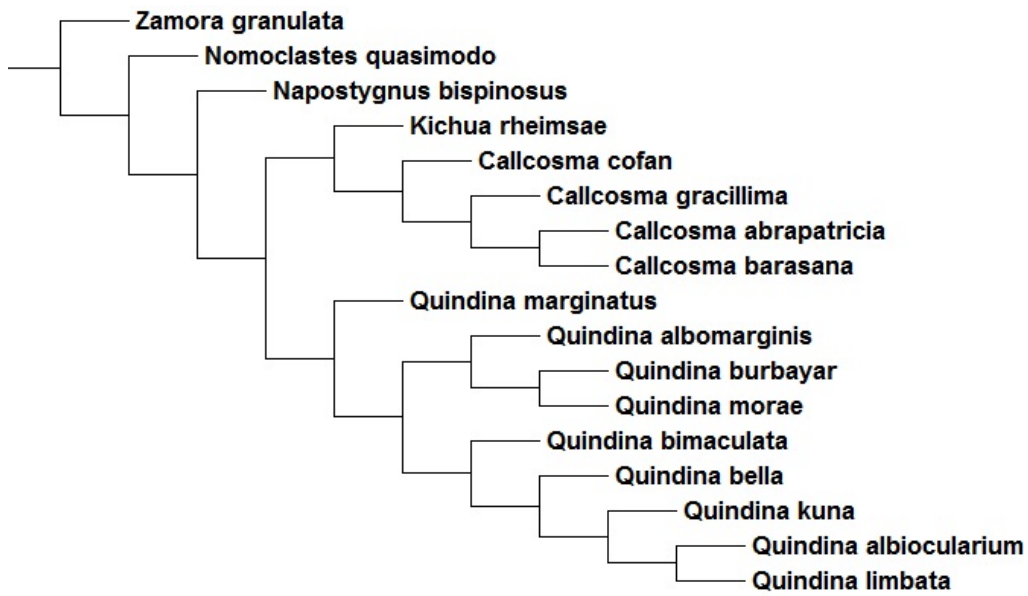 Zamora granulata
Nomoclastes quasimodo
Napostygnus bispinosus
Kichua rheimsae
Callcosma cofan
Callcosma gracillima
Callcosma abrapatricia
Callcosma barasana
Quindina marginatus
Quindina albomarginis
Quindina burbayar
Quindina morae
Quindina bimaculata
Quindina bella
Quindina kuna
Quindina albiocularium
Quindina limbata